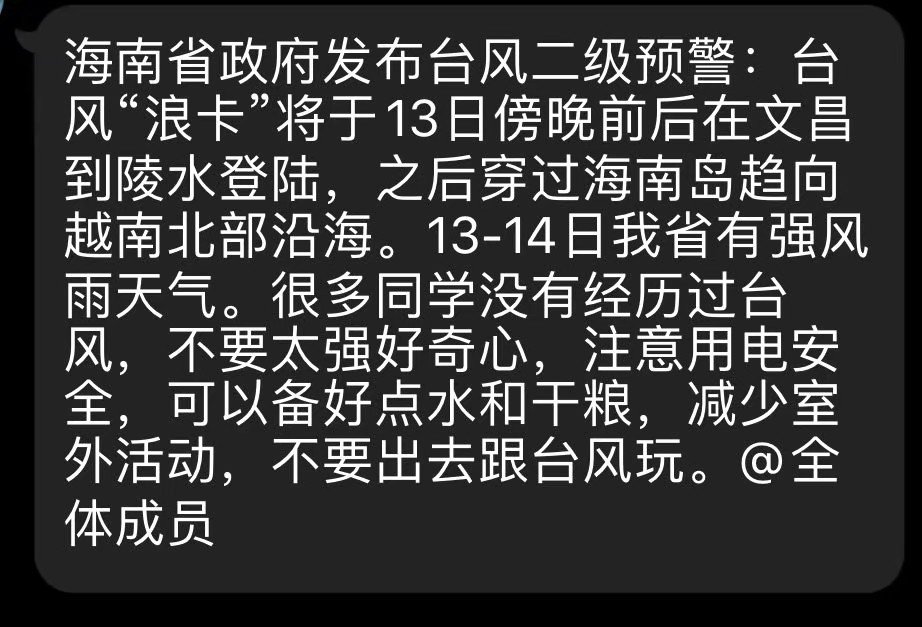 海南省政府发布台风二级预警：台
风“浪卡”将于13日傍晚前后在文昌
到陵水登陆，之后穿过海南岛趋向
越南北部沿海。13-14日我省有强风
雨天气。很多同学没有经历过台
风，不要太强好奇心，注意用电安
全，可以备好点水和干粮，减少室
外活动，不要出去跟台风玩。@全
体成员